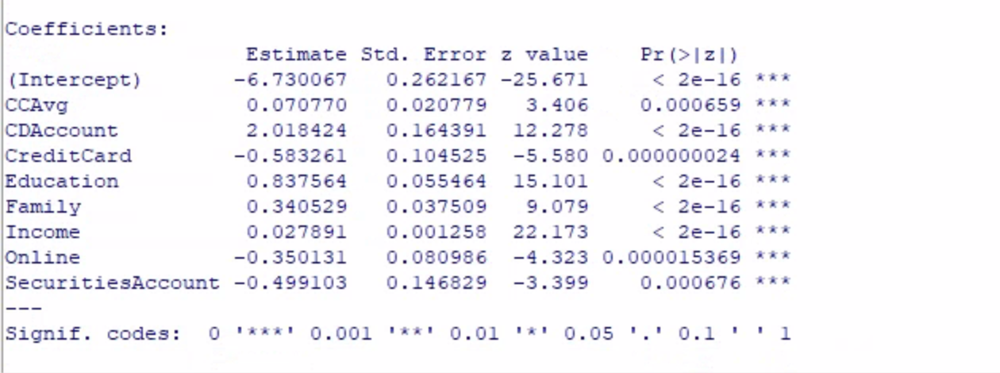 Coefficients:
Estimate Std. Error z value Pr(>|z|)
(Intercept) -6.730067 0.262167 -25.671 < 2e-16 ***
CCAvg 0.070770 0.020779 3.406 0.000659 ***
CDAccount 2.018424 0.164391 12.278 < 2e-16 ***
CreditCard -0.583261 0.104525 -5.580 0.000000024 ***
Education 0.837564 0.055464 15.101 < 2e-16 ***
Family 0.340529 0.037509 9.079 < 2e-16 ***
Income 0.027891 0.001258 22.173 < 2e-16 ***
Online -0.350131 0.080986 -4.323 0.000015369 ***
SecuritiesAccount -0.499103 0.146829 -3.399 0.000676 ***
---
Signif. codes: 0 '***' 0.001 '**' 0.01 '*' 0.05 '.' 0.1 ' ' 1